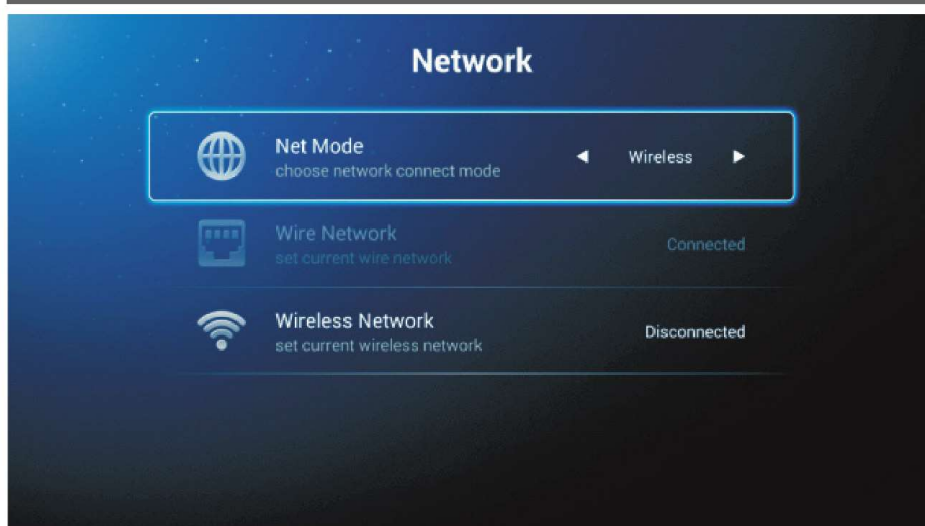 Network
Net Mode
choose network connect mode
Wireless
Wire Network
set current wire network
Connected
Wireless Network
set current wireless network
Disconnected